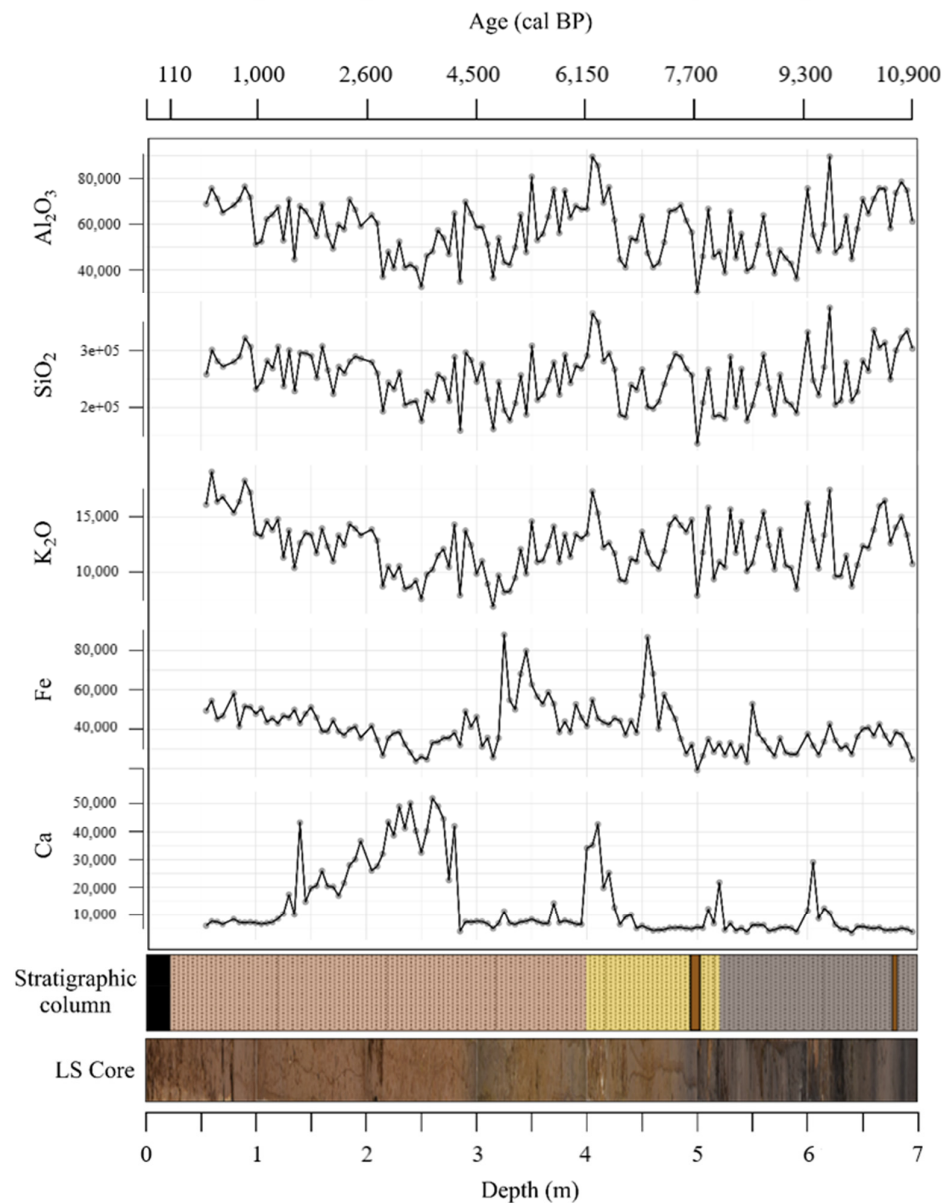 Age (cal BP)
110 1,000 2,600 4,500 6,150 7,700 9,300 10,900
Al₂O₃
80,000
60,000
40,000
SiO₂
3e+05
2e+05
K₂O
15,000
10,000
Fe
80,000
60,000
40,000
Ca
50,000
40,000
30,000
20,000
10,000
Stratigraphic
column
LS Core
0 1 2 3 4 5 6 7
Depth (m)